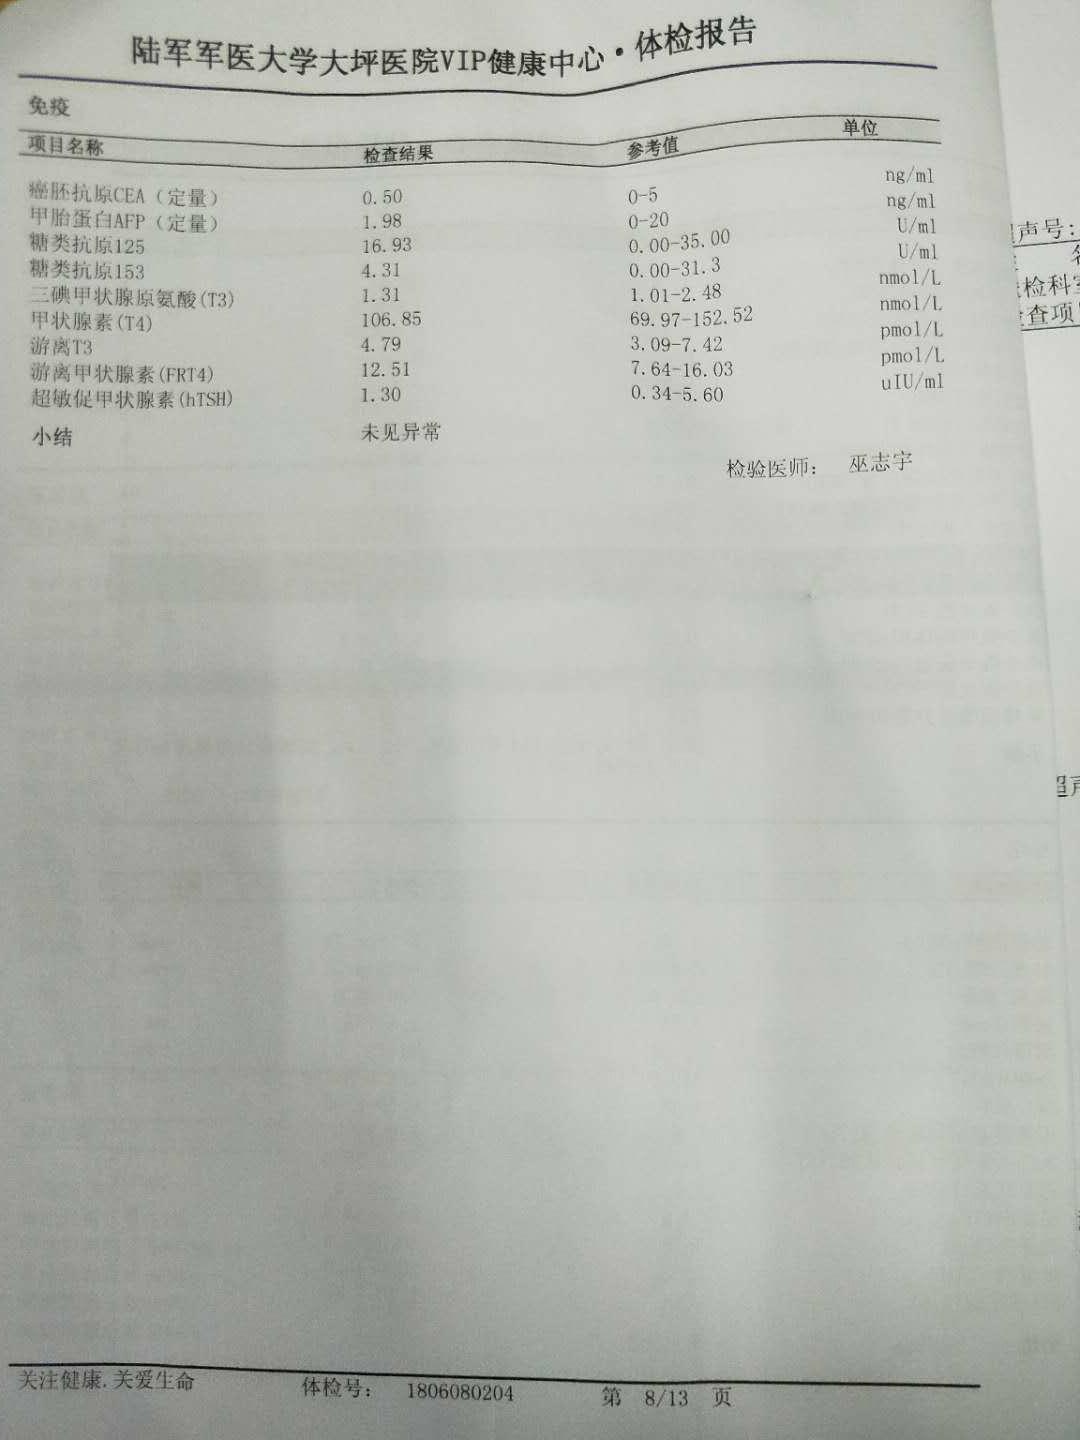 陆军军医大学大坪医院VIP健康中心·体检报告
免疫
项目名称 检查结果 参考值 单位
癌胚抗原CEA（定量） 0.50 0-5 ng/ml
甲胎蛋白AFP（定量） 1.98 0-20 ng/ml
糖类抗原125 16.93 0.00-35.00 U/ml
糖类抗原153 4.31 0.00-31.3 U/ml
三碘甲状腺原氨酸(T3) 1.31 1.01-2.48 nmol/L
甲状腺素(T4) 106.85 69.97-152.52 nmol/L
游离T3 4.79 3.09-7.42 pmol/L
游离甲状腺素(FRT4) 12.51 7.64-16.03 pmol/L
超敏促甲状腺素(hTSH) 1.30 0.34-5.60 uIU/ml
小结 未见异常
检验医师： 巫志宇
关注健康.关爱生命 体检号： 1806080204 第 8/13 页
声号:
检科室
查项